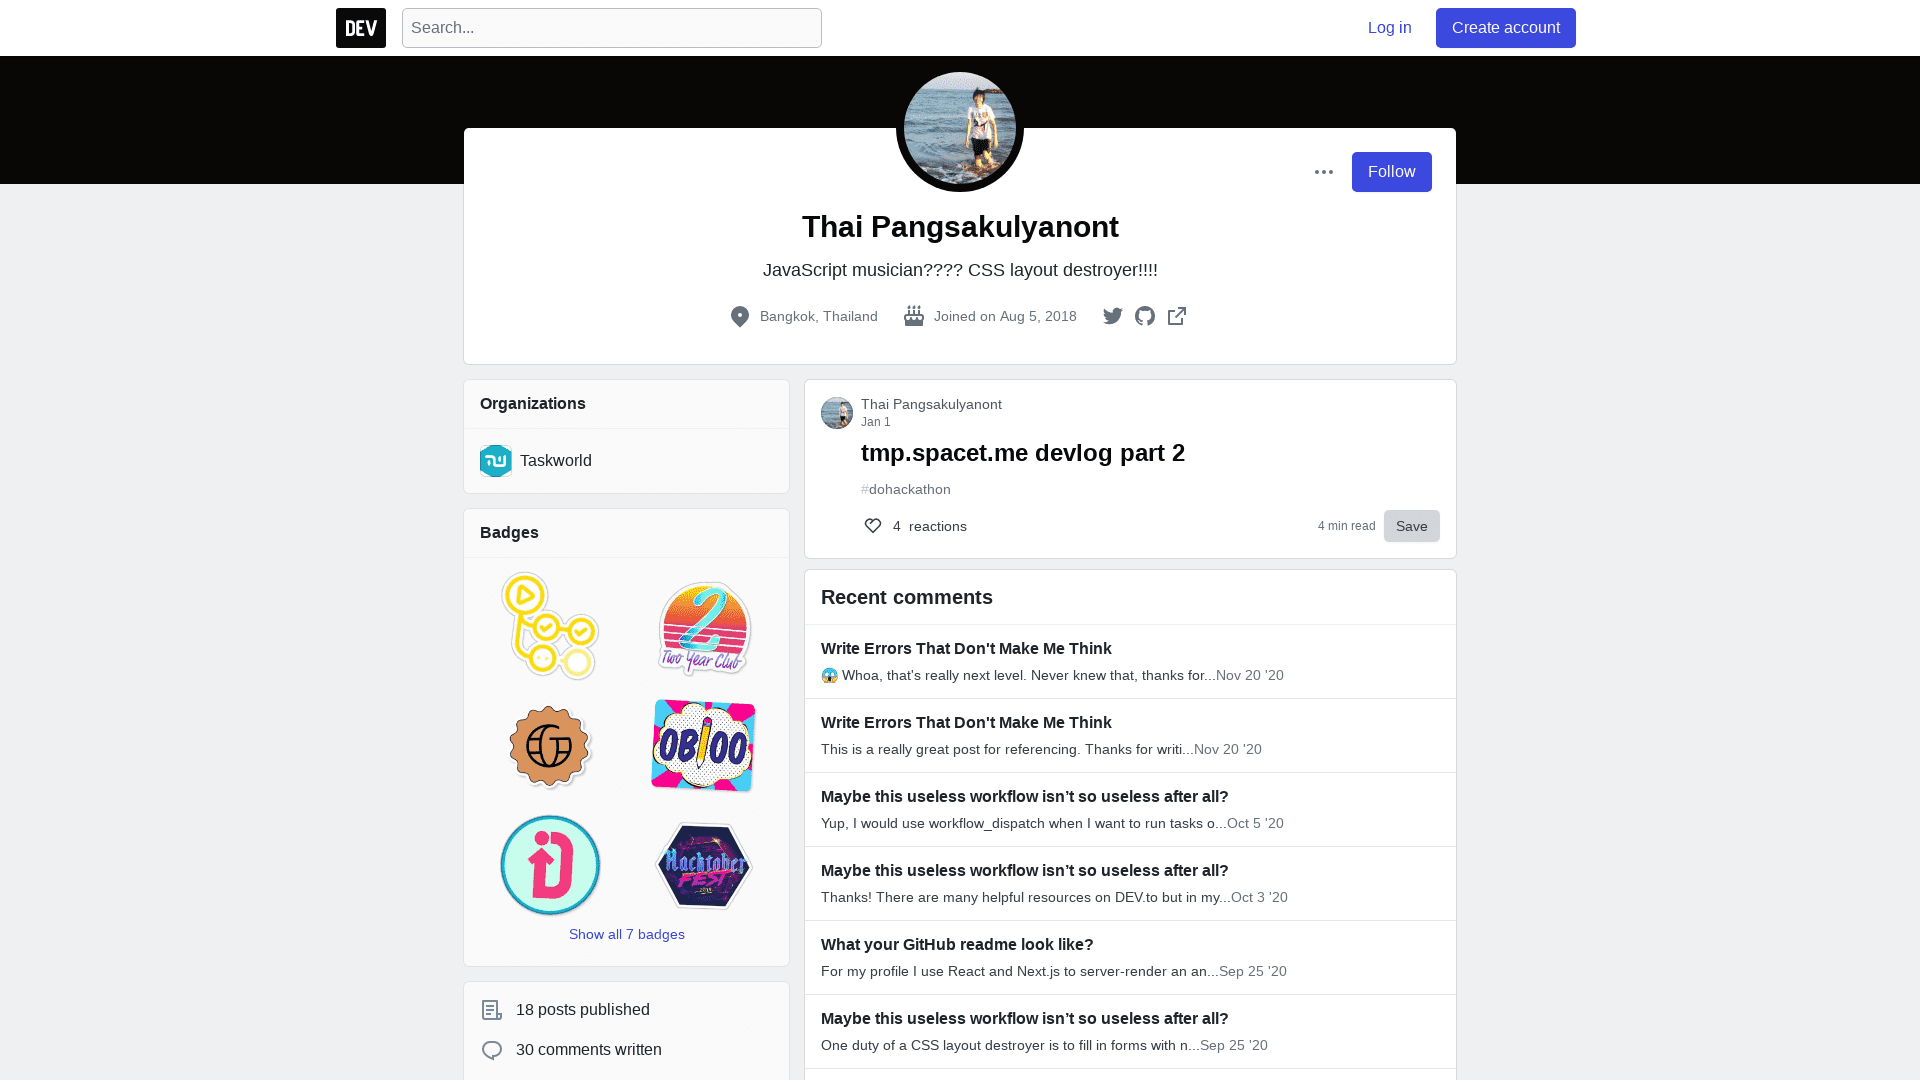 DEV
Search...
Log in
Create account
Follow
Thai Pangsakulyanont
JavaScript musician???? CSS layout destroyer!!!!
Bangkok, Thailand
Joined on Aug 5, 2018
Organizations
Taskworld
Badges
2
Two Year Club
OB100
Hacktober
FEST
2019
Show all 7 badges
18 posts published
30 comments written
Thai Pangsakulyanont
Jan 1
tmp.spacet.me devlog part 2
#dohackathon
4 reactions
4 min read
Save
Recent comments
Write Errors That Don't Make Me Think
😱 Whoa, that's really next level. Never knew that, thanks for...Nov 20 '20
Write Errors That Don't Make Me Think
This is a really great post for referencing. Thanks for writi...Nov 20 '20
Maybe this useless workflow isn’t so useless after all?
Yup, I would use workflow_dispatch when I want to run tasks o...Oct 5 '20
Maybe this useless workflow isn’t so useless after all?
Thanks! There are many helpful resources on DEV.to but in my...Oct 3 '20
What your GitHub readme look like?
For my profile I use React and Next.js to server-render an an...Sep 25 '20
Maybe this useless workflow isn’t so useless after all?
One duty of a CSS layout destroyer is to fill in forms with n...Sep 25 '20